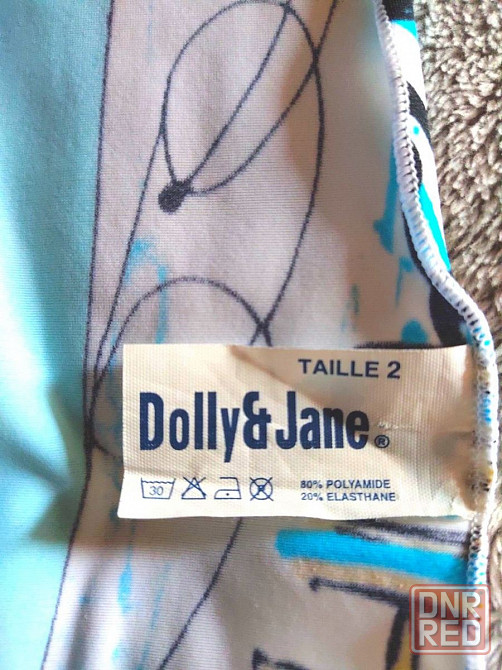 TAILLE 2
Dolly&Jane®
30
80% POLYAMIDE
20% ELASTHANE
DNR
RED